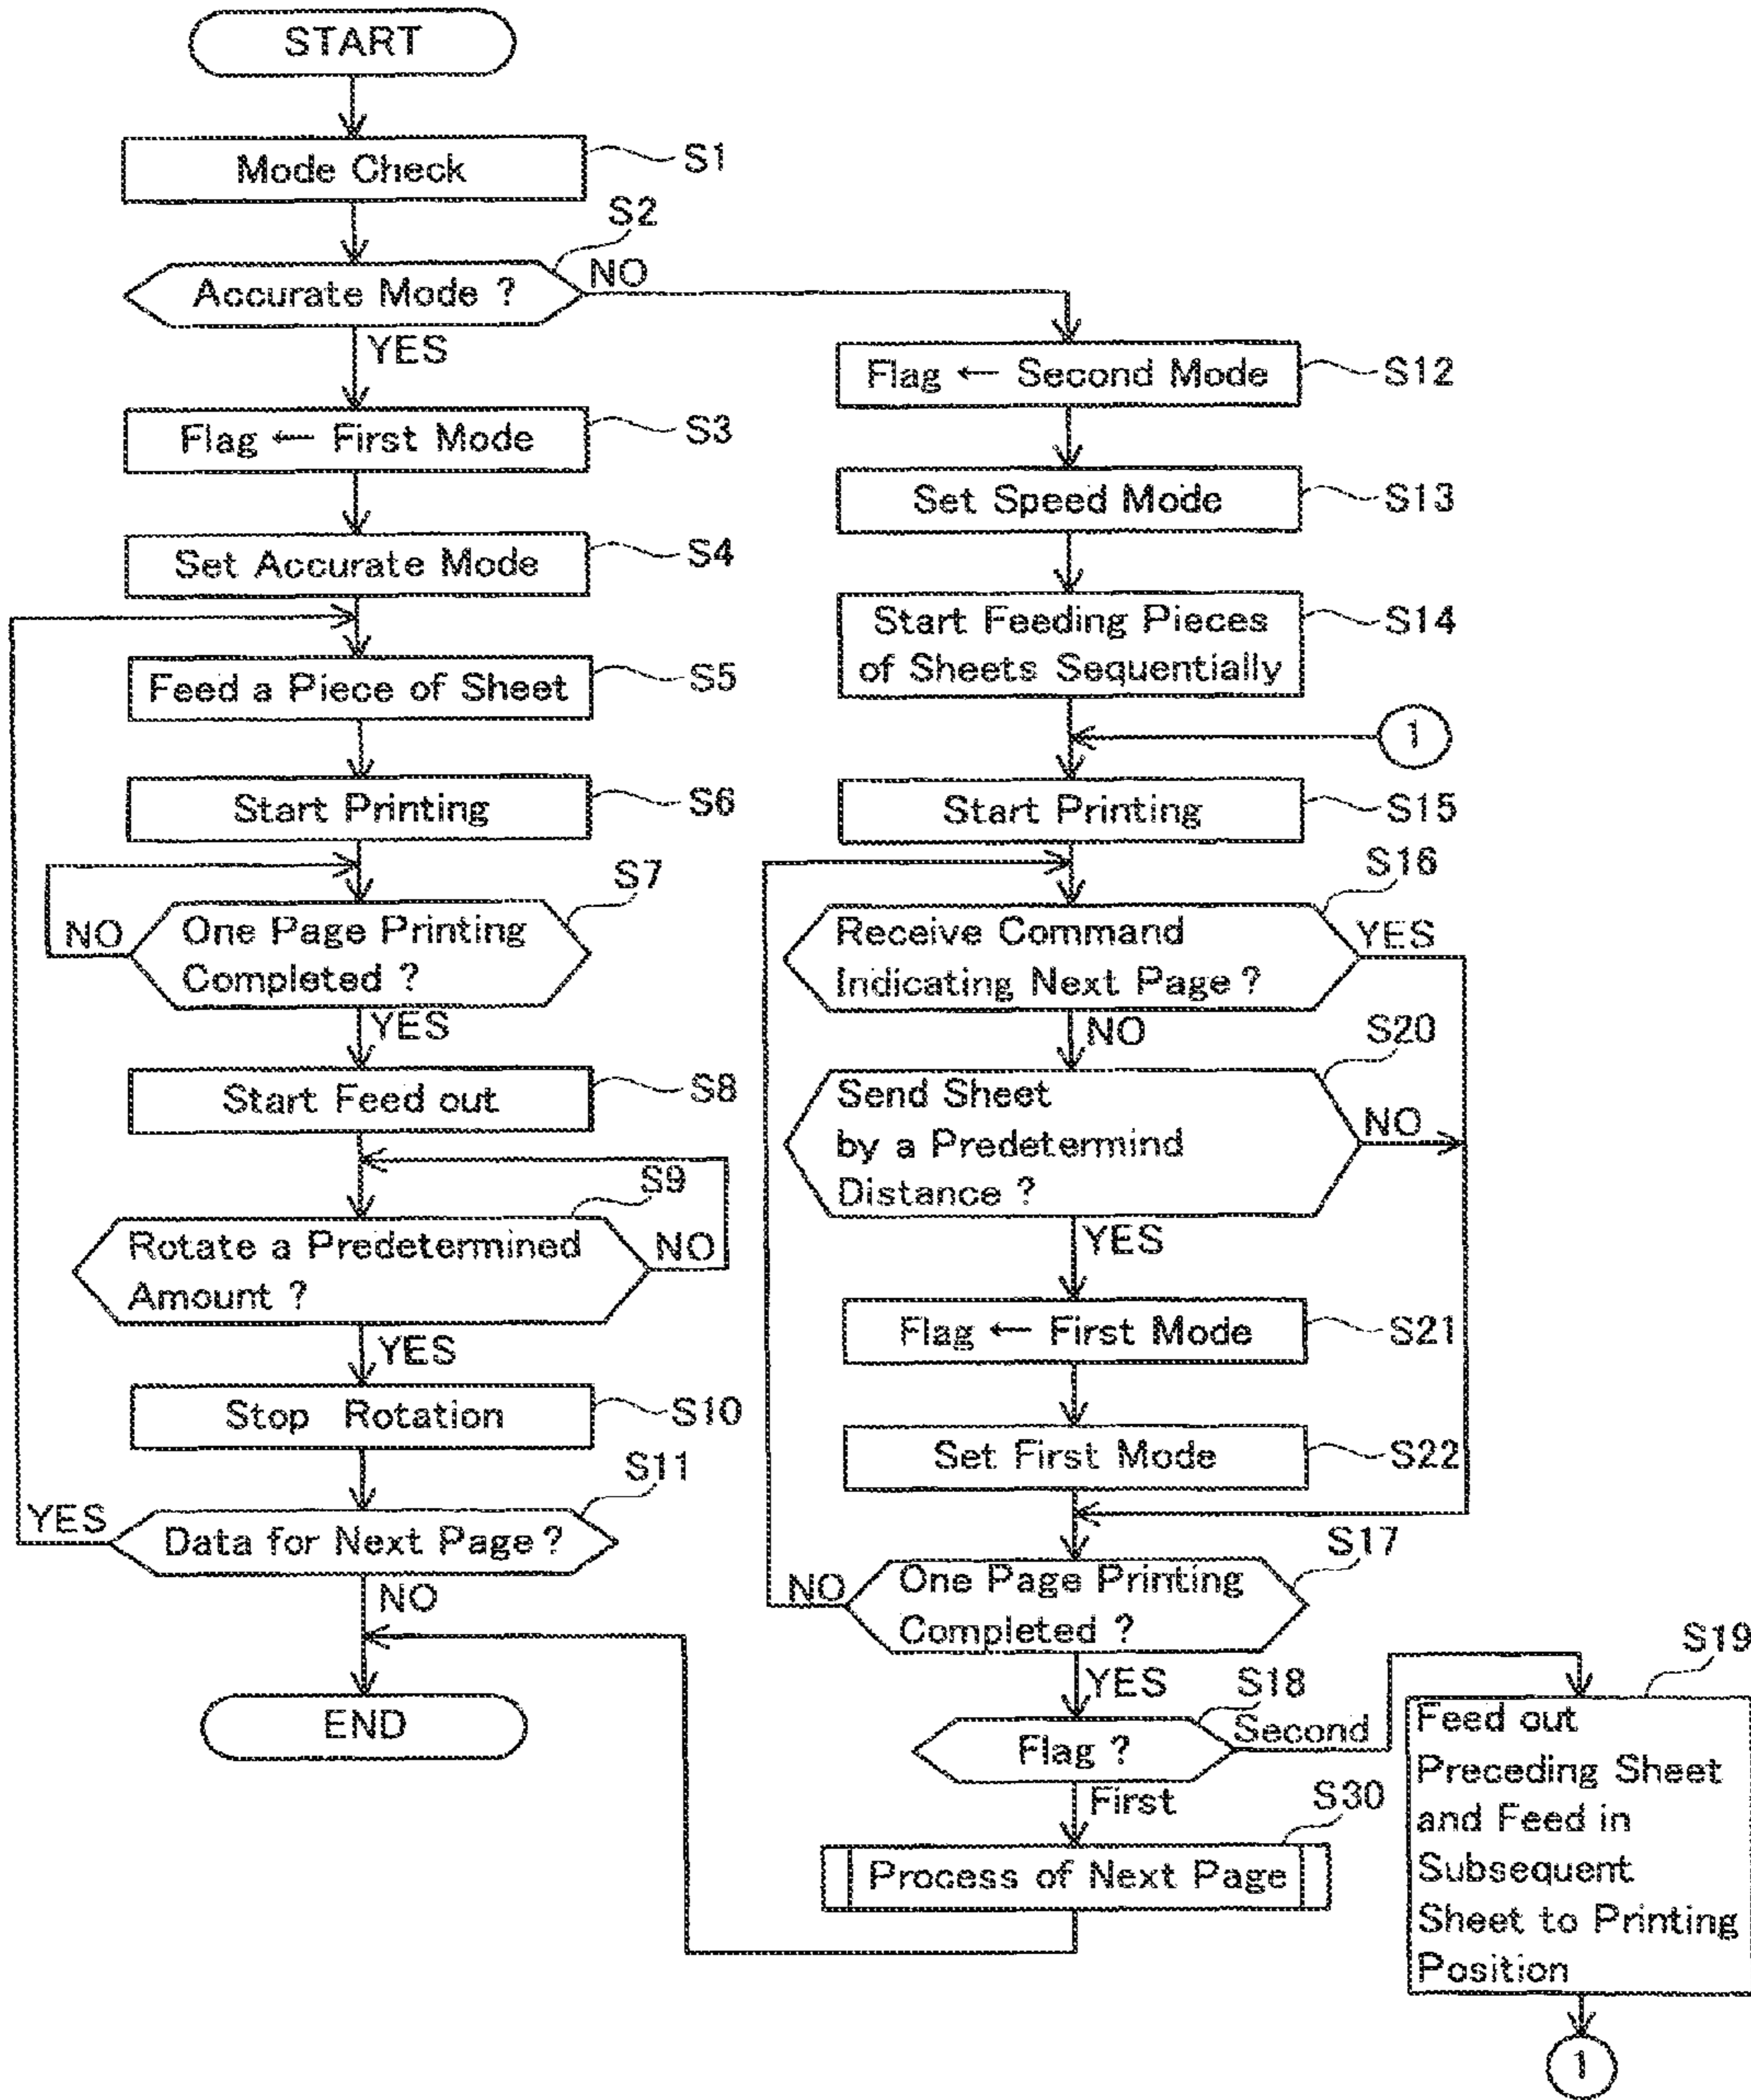 START
Mode Check
S1
Accurate Mode ?
S2
NO
YES
Flag ← First Mode
S3
Set Accurate Mode
S4
Feed a Piece of Sheet
S5
Start Printing
S6
One Page Printing
Completed ?
S7
NO
YES
Start Feed out
S8
Rotate a Predetermined
Amount ?
S9
NO
YES
Stop Rotation
S10
Data for Next Page ?
S11
YES
NO
END
Flag ← Second Mode
S12
Set Speed Mode
S13
Start Feeding Pieces
of Sheets Sequentially
S14
1
Start Printing
S15
Receive Command
Indicating Next Page ?
S16
YES
NO
Send Sheet
by a Predetermind
Distance ?
S20
NO
YES
Flag ← First Mode
S21
Set First Mode
S22
One Page Printing
Completed ?
S17
NO
YES
Flag ?
S18
Second
First
Process of Next Page
S30
S19
Feed out
Preceding Sheet
and Feed in
Subsequent
Sheet to Printing
Position
1